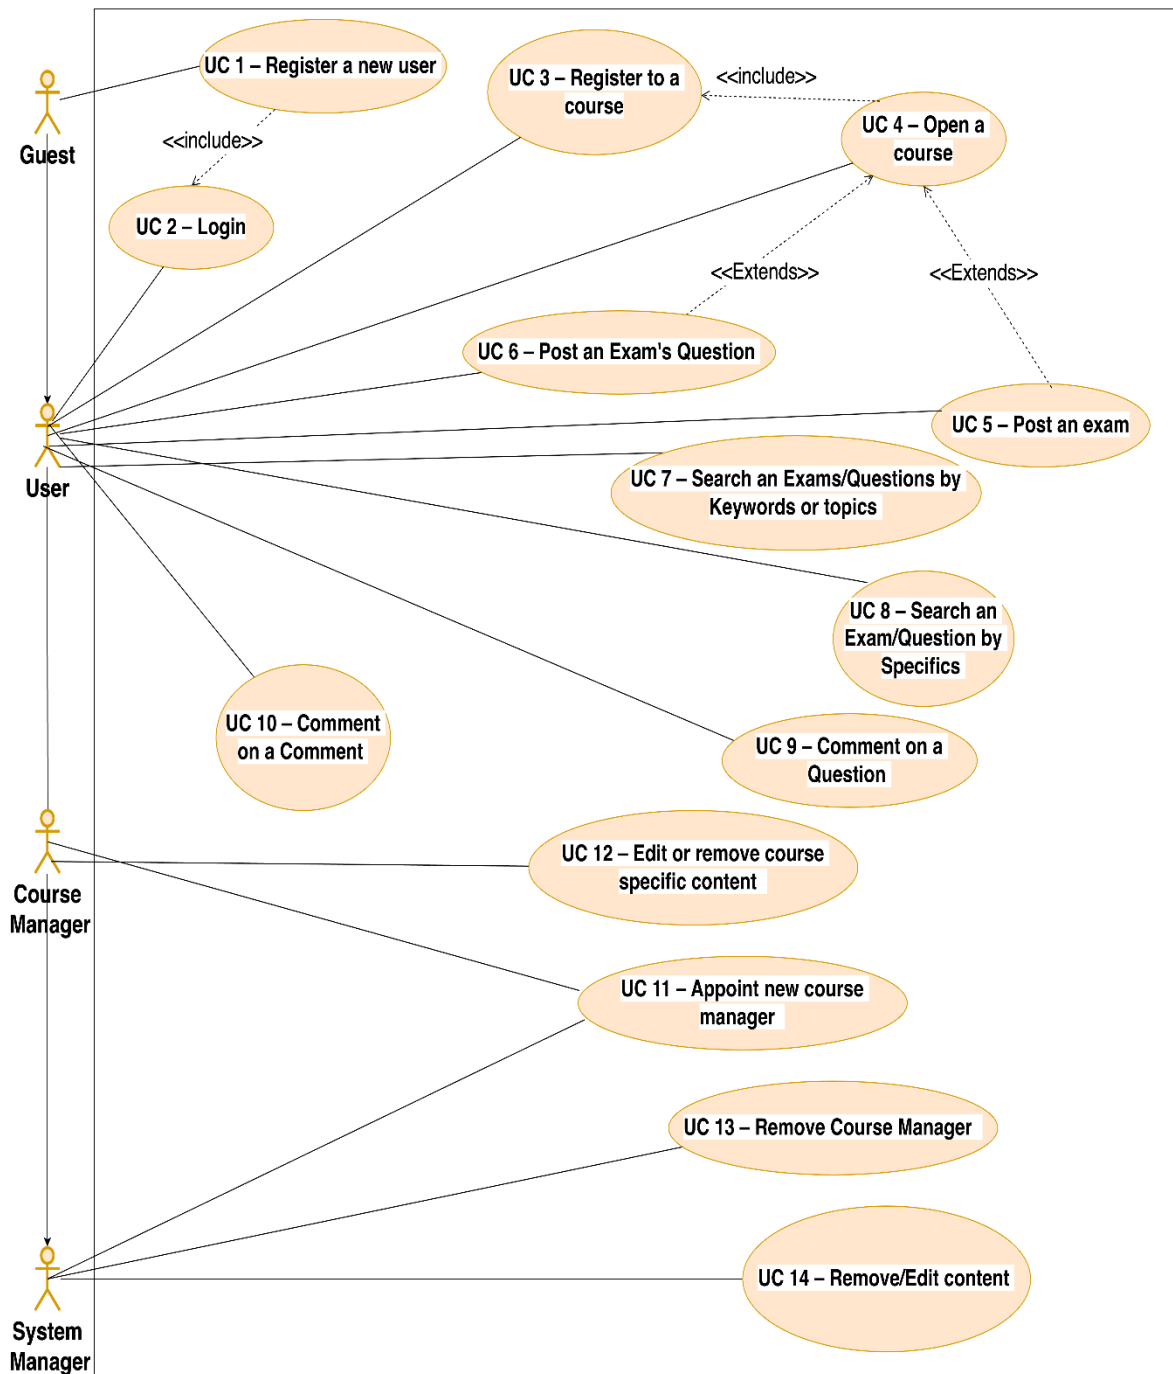 UC 1 – Register a new user
UC 3 – Register to a
course
<<include>>
UC 4 – Open a
course
Guest
<<include>>
UC 2 – Login
<<Extends>>
<<Extends>>
UC 6 – Post an Exam's Question
UC 5 – Post an exam
User
UC 7 – Search an Exams/Questions by
Keywords or topics
UC 8 – Search an
Exam/Question by
Specifics
UC 10 – Comment
on a Comment
UC 9 – Comment on a
Question
UC 12 – Edit or remove course
specific content
Course
Manager
UC 11 – Appoint new course
manager
UC 13 – Remove Course Manager
UC 14 – Remove/Edit content
System
Manager